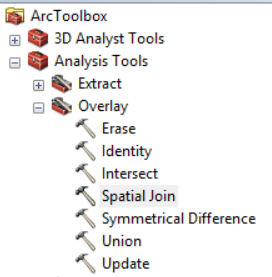 ArcToolbox
3D Analyst Tools
Analysis Tools
Extract
Overlay
Erase
Identity
Intersect
Spatial Join
Symmetrical Difference
Union
Update